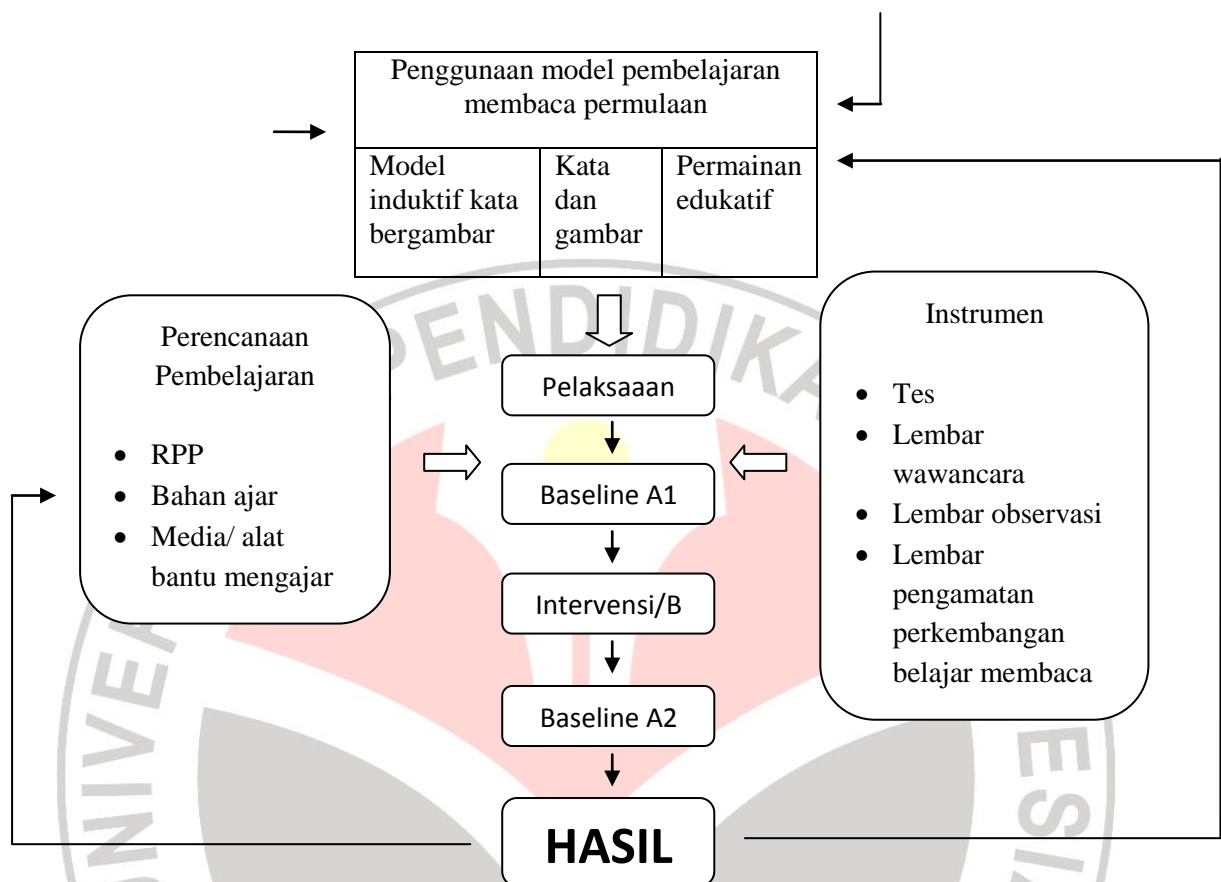 Penggunaan model pembelajaran
membaca permulaan
Model
induktif kata
bergambar
Kata
dan
gambar
Permainan
edukatif
Perencanaan
Pembelajaran
• RPP
• Bahan ajar
• Media/ alat
bantu mengajar
Pelaksaaan
Baseline A1
Intervensi/B
Baseline A2
HASIL
Instrumen
• Tes
• Lembar
wawancara
• Lembar observasi
• Lembar
pengamatan
perkembangan
belajar membaca